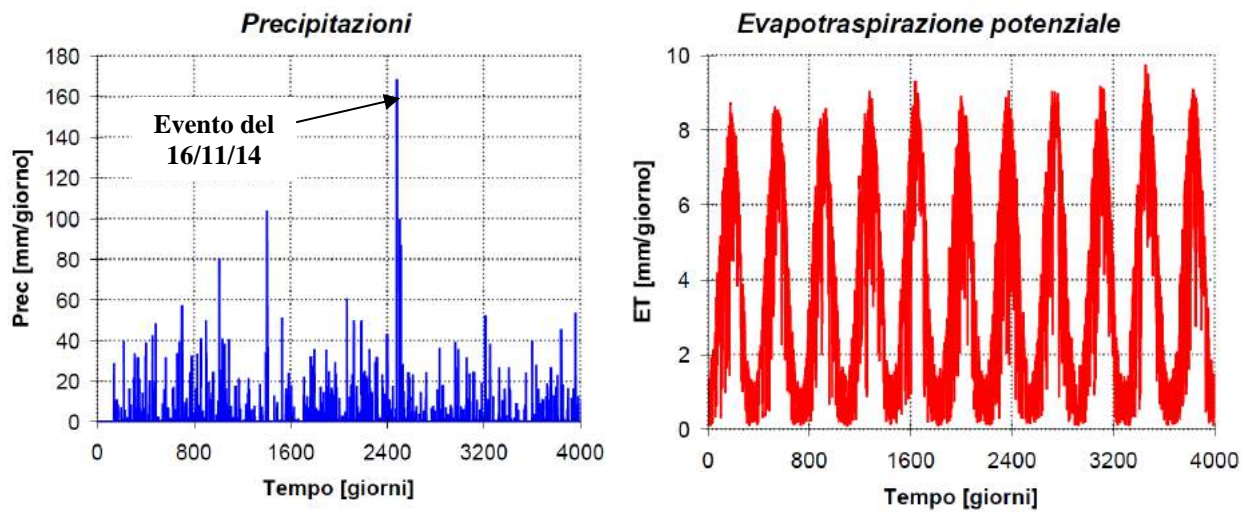 Precipitazioni
180
160
140
120
100
80
60
40
20
0
Prec [mm/giorno]
Evento del
16/11/14
0 800 1600 2400 3200 4000
Tempo [giorni]
Evapotraspirazione potenziale
10
8
6
4
2
0
ET [mm/giorno]
0 800 1600 2400 3200 4000
Tempo [giorni]